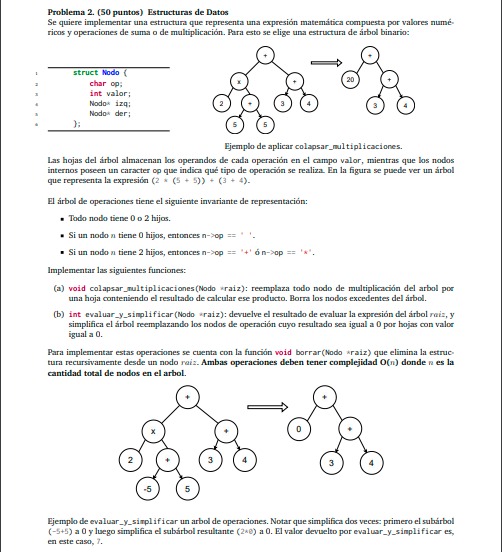 Problema 2. (50 puntos) Estructuras de Datos
Se quiere implementar una estructura que representa una expresión matemática compuesta por valores numé-
ricos y operaciones de suma o de multiplicación. Para esto se elige una estructura de árbol binario:
1 struct Nodo {
2 char op;
3 int valor;
4 Nodo* izq;
5 Nodo* der;
6 };
+
x +
2 + 3 4
5 5
+
20 +
3 4
Ejemplo de aplicar colapsar_multiplicaciones.
Las hojas del árbol almacenan los operandos de cada operación en el campo valor, mientras que los nodos
internos poseen un caracter op que indica qué tipo de operación se realiza. En la figura se puede ver un árbol
que representa la expresión (2 * (5 + 5)) + (3 + 4).
El árbol de operaciones tiene el siguiente invariante de representación:
▪ Todo nodo tiene 0 o 2 hijos.
▪ Si un nodo n tiene 0 hijos, entonces n->op == ' '.
▪ Si un nodo n tiene 2 hijos, entonces n->op == '+' ó n->op == '*'.
Implementar las siguientes funciones:
(a) void colapsar_multiplicaciones(Nodo *raiz): reemplaza todo nodo de multiplicación del arbol por
una hoja conteniendo el resultado de calcular ese producto. Borra los nodos excedentes del árbol.
(b) int evaluar_y_simplificar(Nodo *raiz): devuelve el resultado de evaluar la expresión del árbol raiz, y
simplifica el árbol reemplazando los nodos de operación cuyo resultado sea igual a 0 por hojas con valor
igual a 0.
Para implementar estas operaciones se cuenta con la función void borrar(Nodo *raiz) que elimina la estruc-
tura recursivamente desde un nodo raiz. Ambas operaciones deben tener complejidad O(n) donde n es la
cantidad total de nodos en el arbol.
+
x +
2 + 3 4
-5 5
+
0 +
3 4
Ejemplo de evaluar_y_simplificar un arbol de operaciones. Notar que simplifica dos veces: primero el subárbol
(-5+5) a 0 y luego simplifica el subárbol resultante (2*0) a 0. El valor devuelto por evaluar_y_simplificar es,
en este caso, 7.